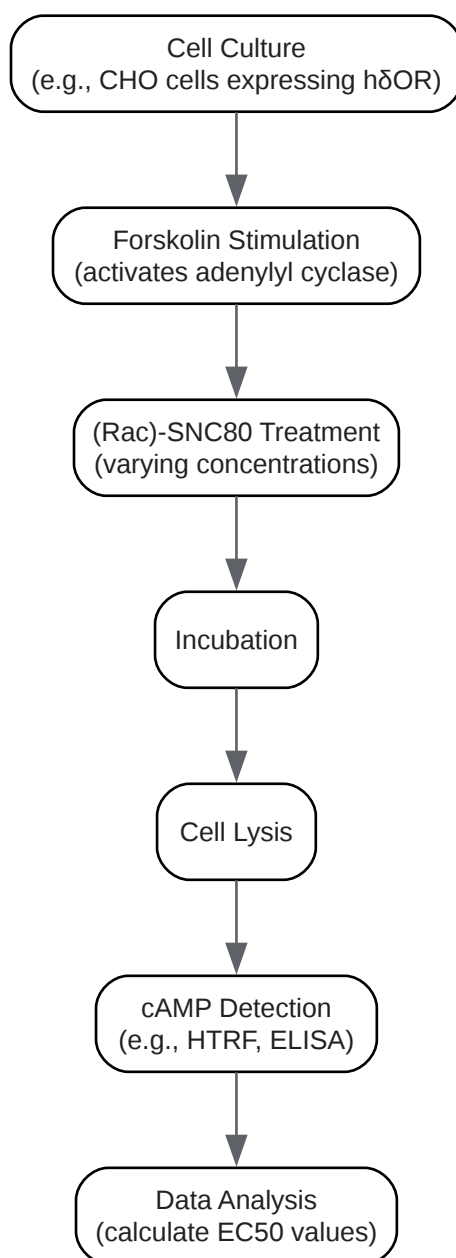 Cell Culture
(e.g., CHO cells expressing hδOR)
Forskolin Stimulation
(activates adenylyl cyclase)
(Rac)-SNC80 Treatment
(varying concentrations)
Incubation
Cell Lysis
cAMP Detection
(e.g., HTRF, ELISA)
Data Analysis
(calculate EC50 values)